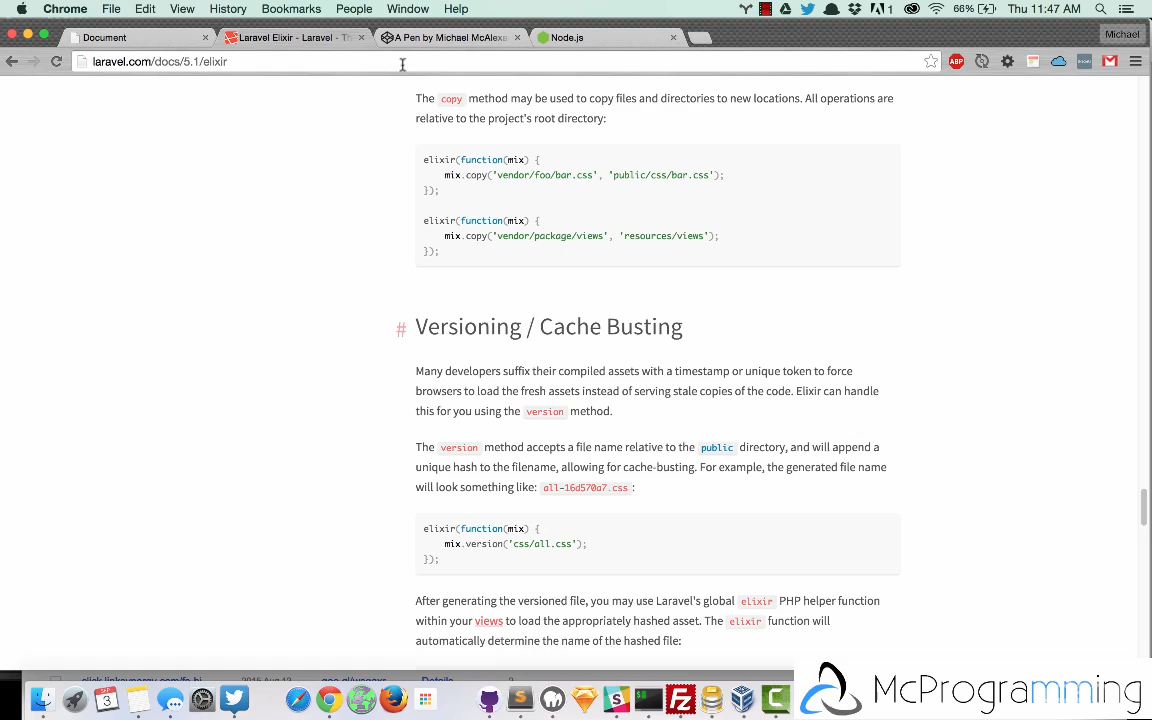 Chrome File Edit View History Bookmarks People Window Help 1 66% Thu 11:47 AM
Document Laravel Elixir - Laravel - Th A Pen by Michael McAlexa Node.js Michael
laravel.com/docs/5.1/elixir ABP
The copy method may be used to copy files and directories to new locations. All operations are
relative to the project's root directory:
elixir(function(mix) {
mix.copy('vendor/foo/bar.css', 'public/css/bar.css');
});
elixir(function(mix) {
mix.copy('vendor/package/views', 'resources/views');
});
# Versioning / Cache Busting
Many developers suffix their compiled assets with a timestamp or unique token to force
browsers to load the fresh assets instead of serving stale copies of the code. Elixir can handle
this for you using the version method.
The version method accepts a file name relative to the public directory, and will append a
unique hash to the filename, allowing for cache-busting. For example, the generated file name
will look something like: all-16d570a7.css :
elixir(function(mix) {
mix.version('css/all.css');
});
After generating the versioned file, you may use Laravel's global elixir PHP helper function
within your views to load the appropriately hashed asset. The elixir function will
automatically determine the name of the hashed file:
SEP
3
McProgramming